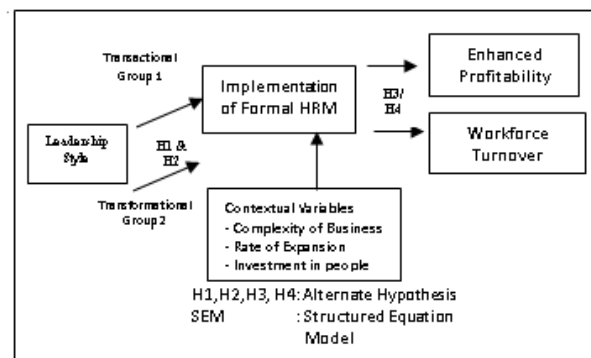 Transactional
Group 1
Leadership
Style
H1 &
H2
Transformational
Group 2
Implementation
of Formal HRM
H3/
H4
Enhanced
Profitability
Workforce
Turnover
Contextual Variables
- Complexity of Business
- Rate of Expansion
- Investment in people
H1,H2,H3, H4: Alternate Hypothesis
SEM : Structured Equation
Model